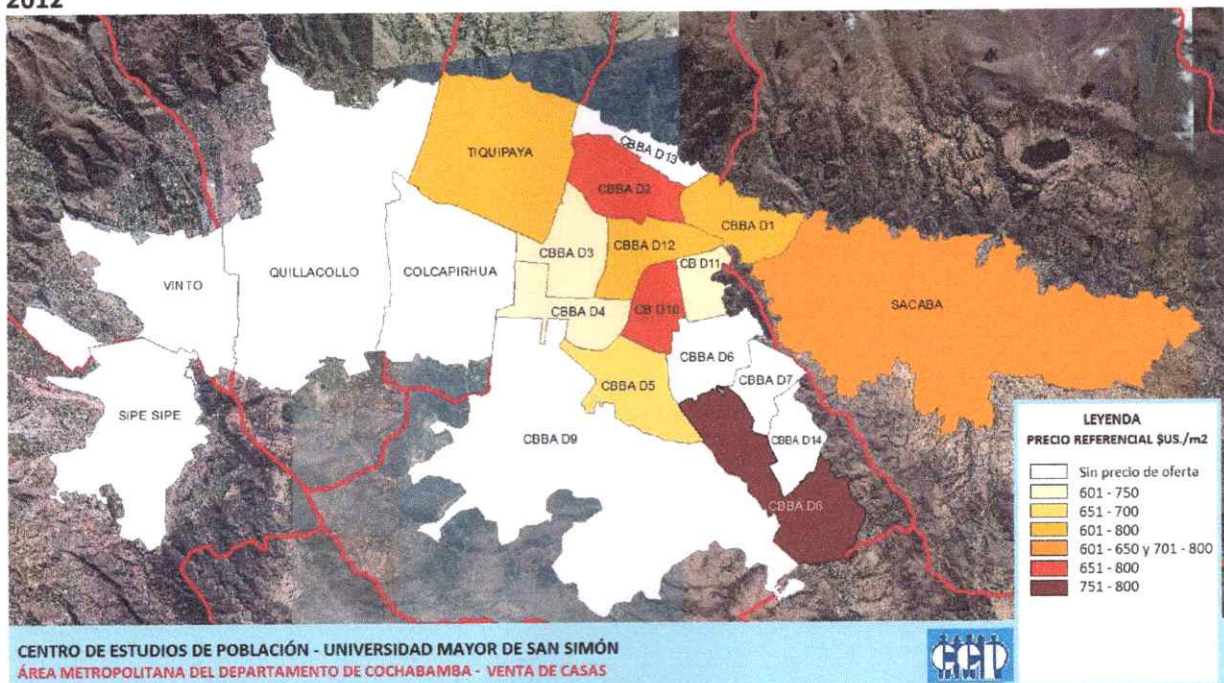 2012
CBBA D13
TIQUIPAYA
CBBA D2
CBBA D1
CBBA D3
CBBA D12
CB D11
VINTO
QUILLACOLLO
COLCAPIRHUA
SACABA
CBBA D4
CB D10
CBBA D6
CBBA D7
CBBA D5
SIPE SIPE
CBBA D9
CBBA D14
CBBA D8
LEYENDA
PRECIO REFERENCIAL $US./m2
Sin precio de oferta
601 - 750
651 - 700
601 - 800
601 - 650 y 701 - 800
651 - 800
751 - 800
CENTRO DE ESTUDIOS DE POBLACIÓN - UNIVERSIDAD MAYOR DE SAN SIMÓN
ÁREA METROPOLITANA DEL DEPARTAMENTO DE COCHABAMBA - VENTA DE CASAS